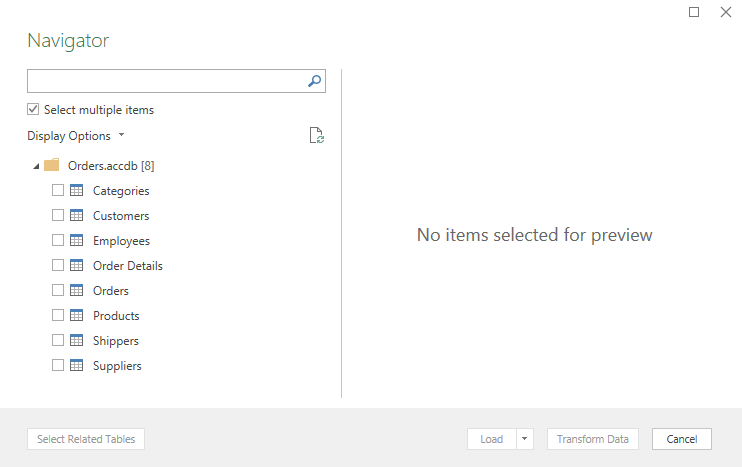 Navigator
Select multiple items
Display Options
Orders.accdb [8]
Categories
Customers
Employees
Order Details
Orders
Products
Shippers
Suppliers
No items selected for preview
Select Related Tables
Load
Transform Data
Cancel